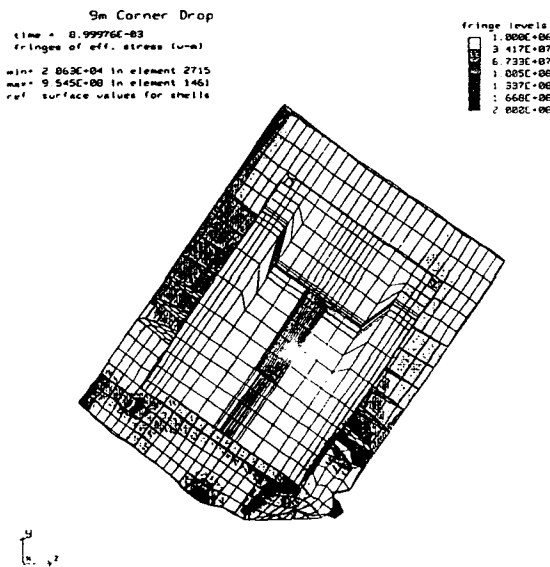 9m Corner Drop
time = 8.99976E-03
fringes of eff. stress (v-m)
min= 2.063E+04 in element 2715
max= 9.545E+08 in element 1461
ref surface values for shells
fringe levels
1.000E+06
3.417E+07
6.733E+07
1.005E+08
1.337E+08
1.668E+08
2.000E+08
y
x
z